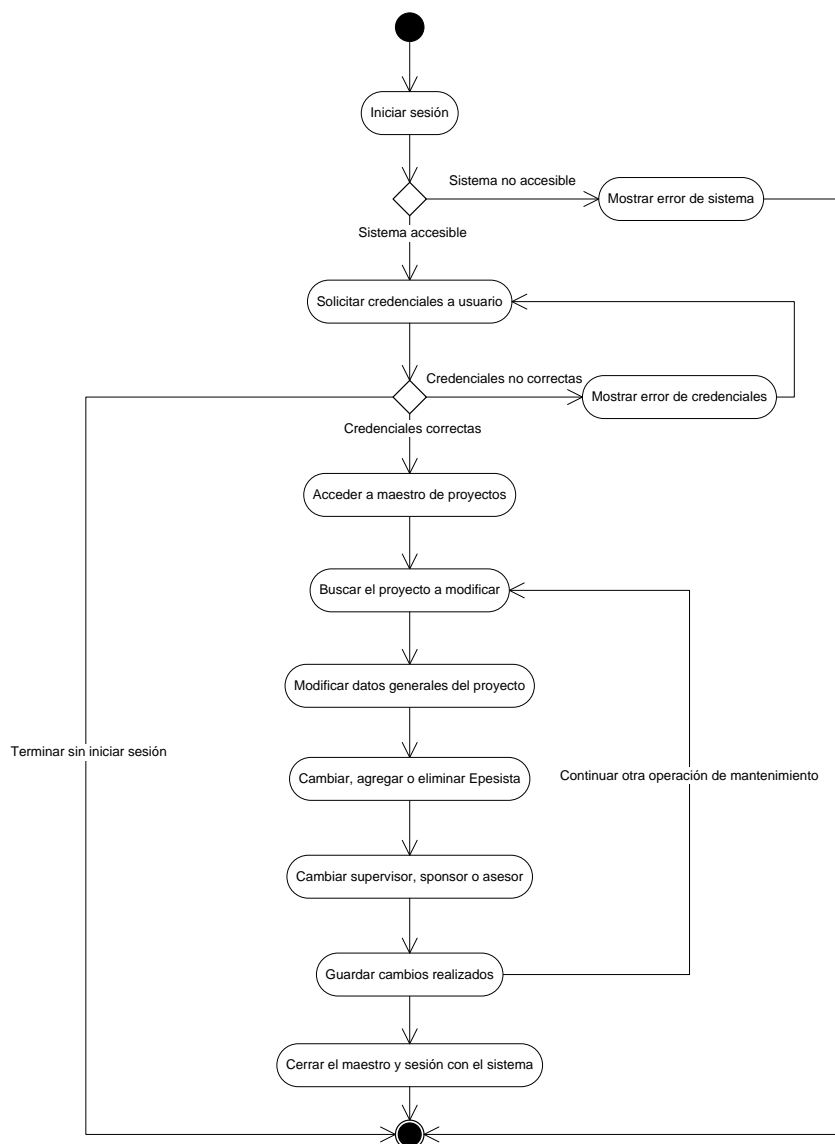 Iniciar sesión
Sistema no accesible
Mostrar error de sistema
Sistema accesible
Solicitar credenciales a usuario
Credenciales no correctas
Mostrar error de credenciales
Credenciales correctas
Acceder a maestro de proyectos
Buscar el proyecto a modificar
Modificar datos generales del proyecto
Terminar sin iniciar sesión
Continuar otra operación de mantenimiento
Cambiar, agregar o eliminar Epesista
Cambiar supervisor, sponsor o asesor
Guardar cambios realizados
Cerrar el maestro y sesión con el sistema